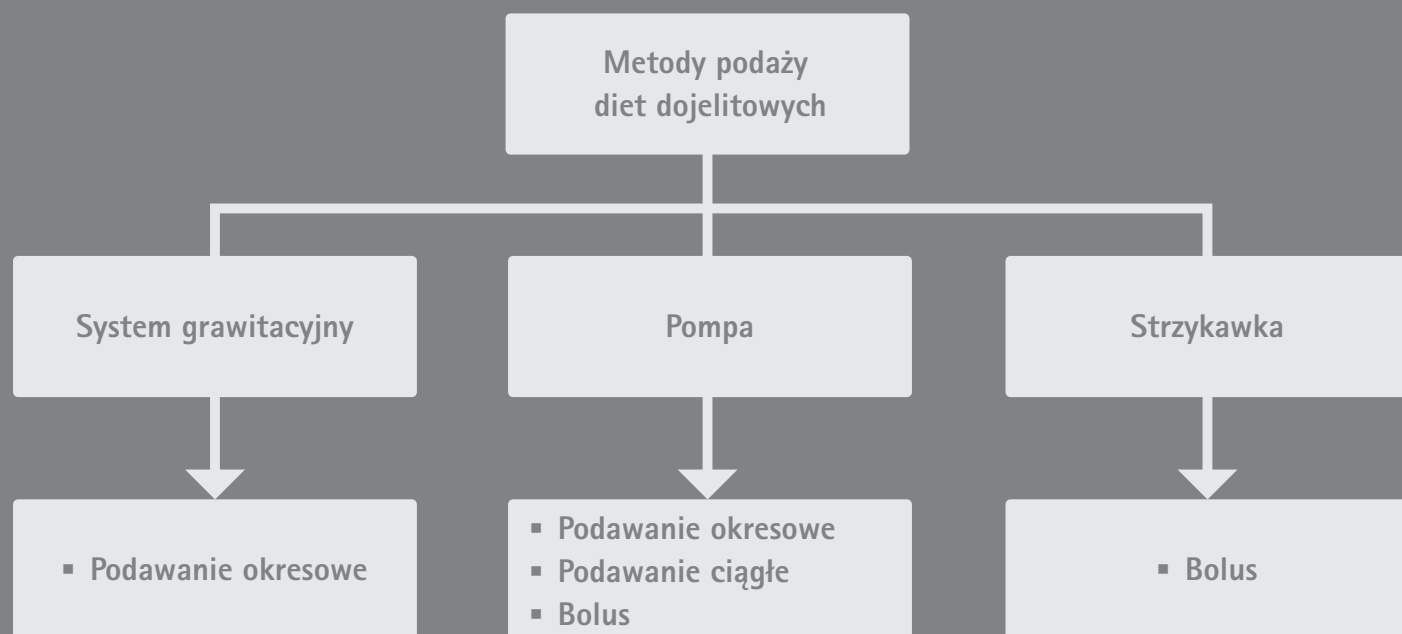 Metody podaży
diet dojelitowych
System grawitacyjny
Pompa
Strzykawka
▪ Podawanie okresowe
▪ Podawanie okresowe
▪ Podawanie ciągłe
▪ Bolus
▪ Bolus